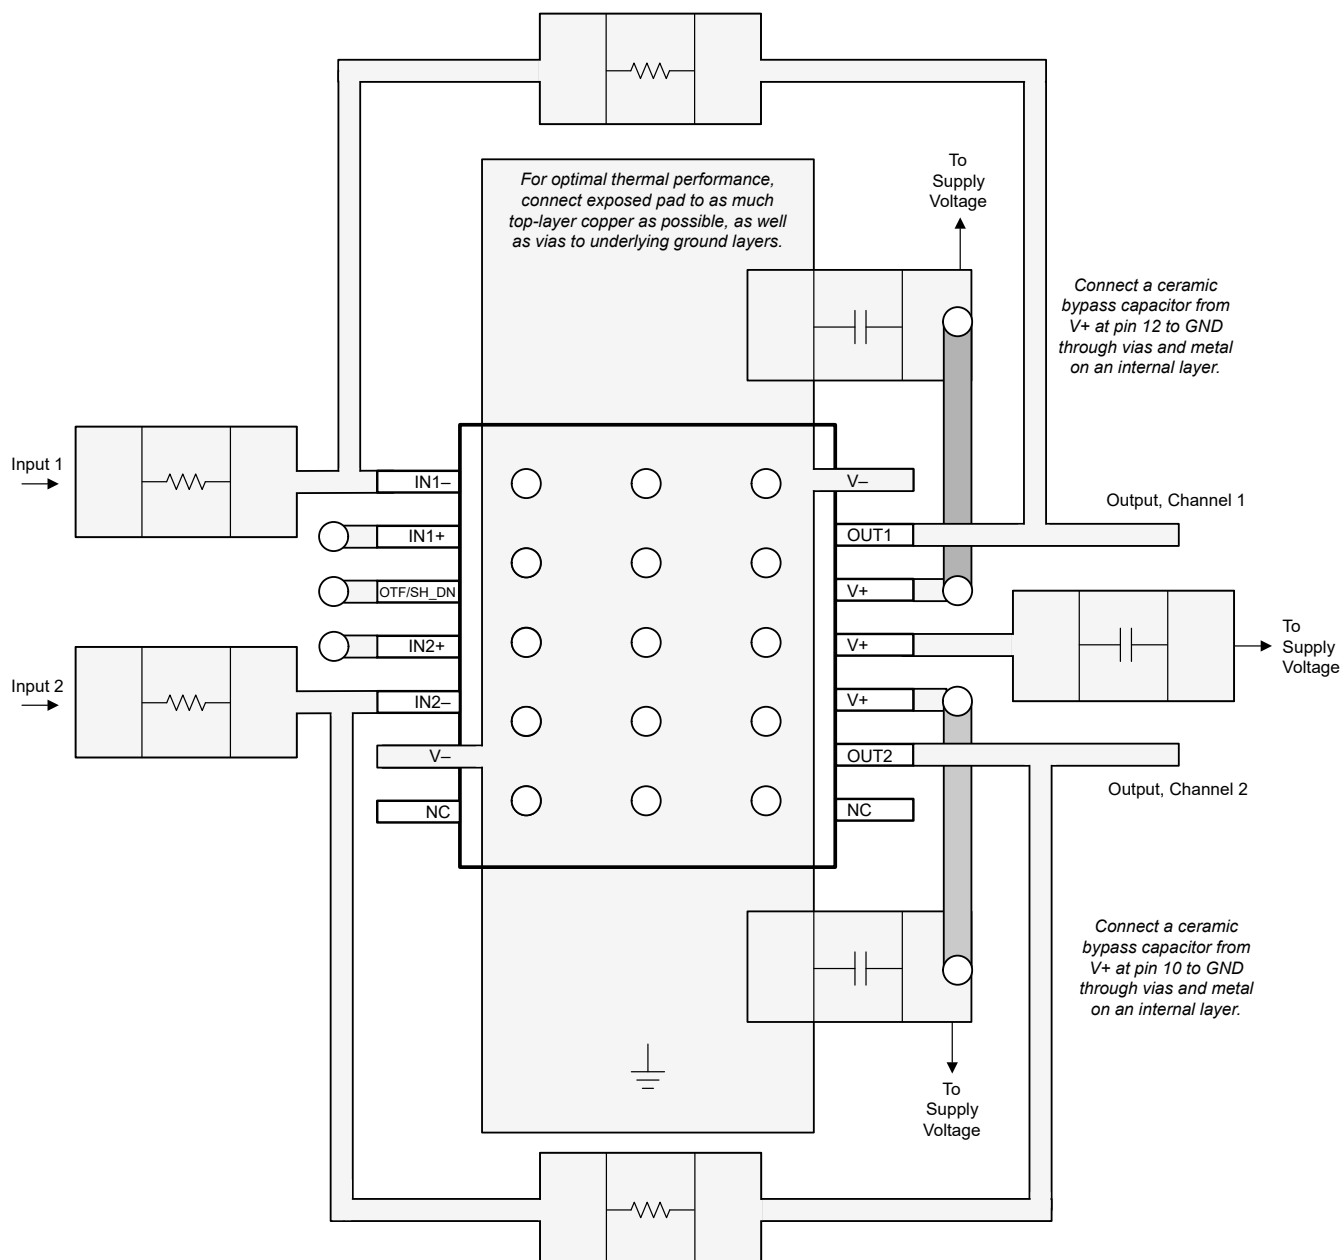 For optimal thermal performance,
connect exposed pad to as much
top-layer copper as possible, as well
as vias to underlying ground layers.
To
Supply
Voltage
Connect a ceramic
bypass capacitor from
V+ at pin 12 to GND
through vias and metal
on an internal layer.
Input 1
IN1–
IN1+
OTF/SH_DN
IN2+
Input 2
IN2–
V–
NC
V–
OUT1
V+
V+
V+
OUT2
NC
Output, Channel 1
To
Supply
Voltage
Output, Channel 2
Connect a ceramic
bypass capacitor from
V+ at pin 10 to GND
through vias and metal
on an internal layer.
To
Supply
Voltage